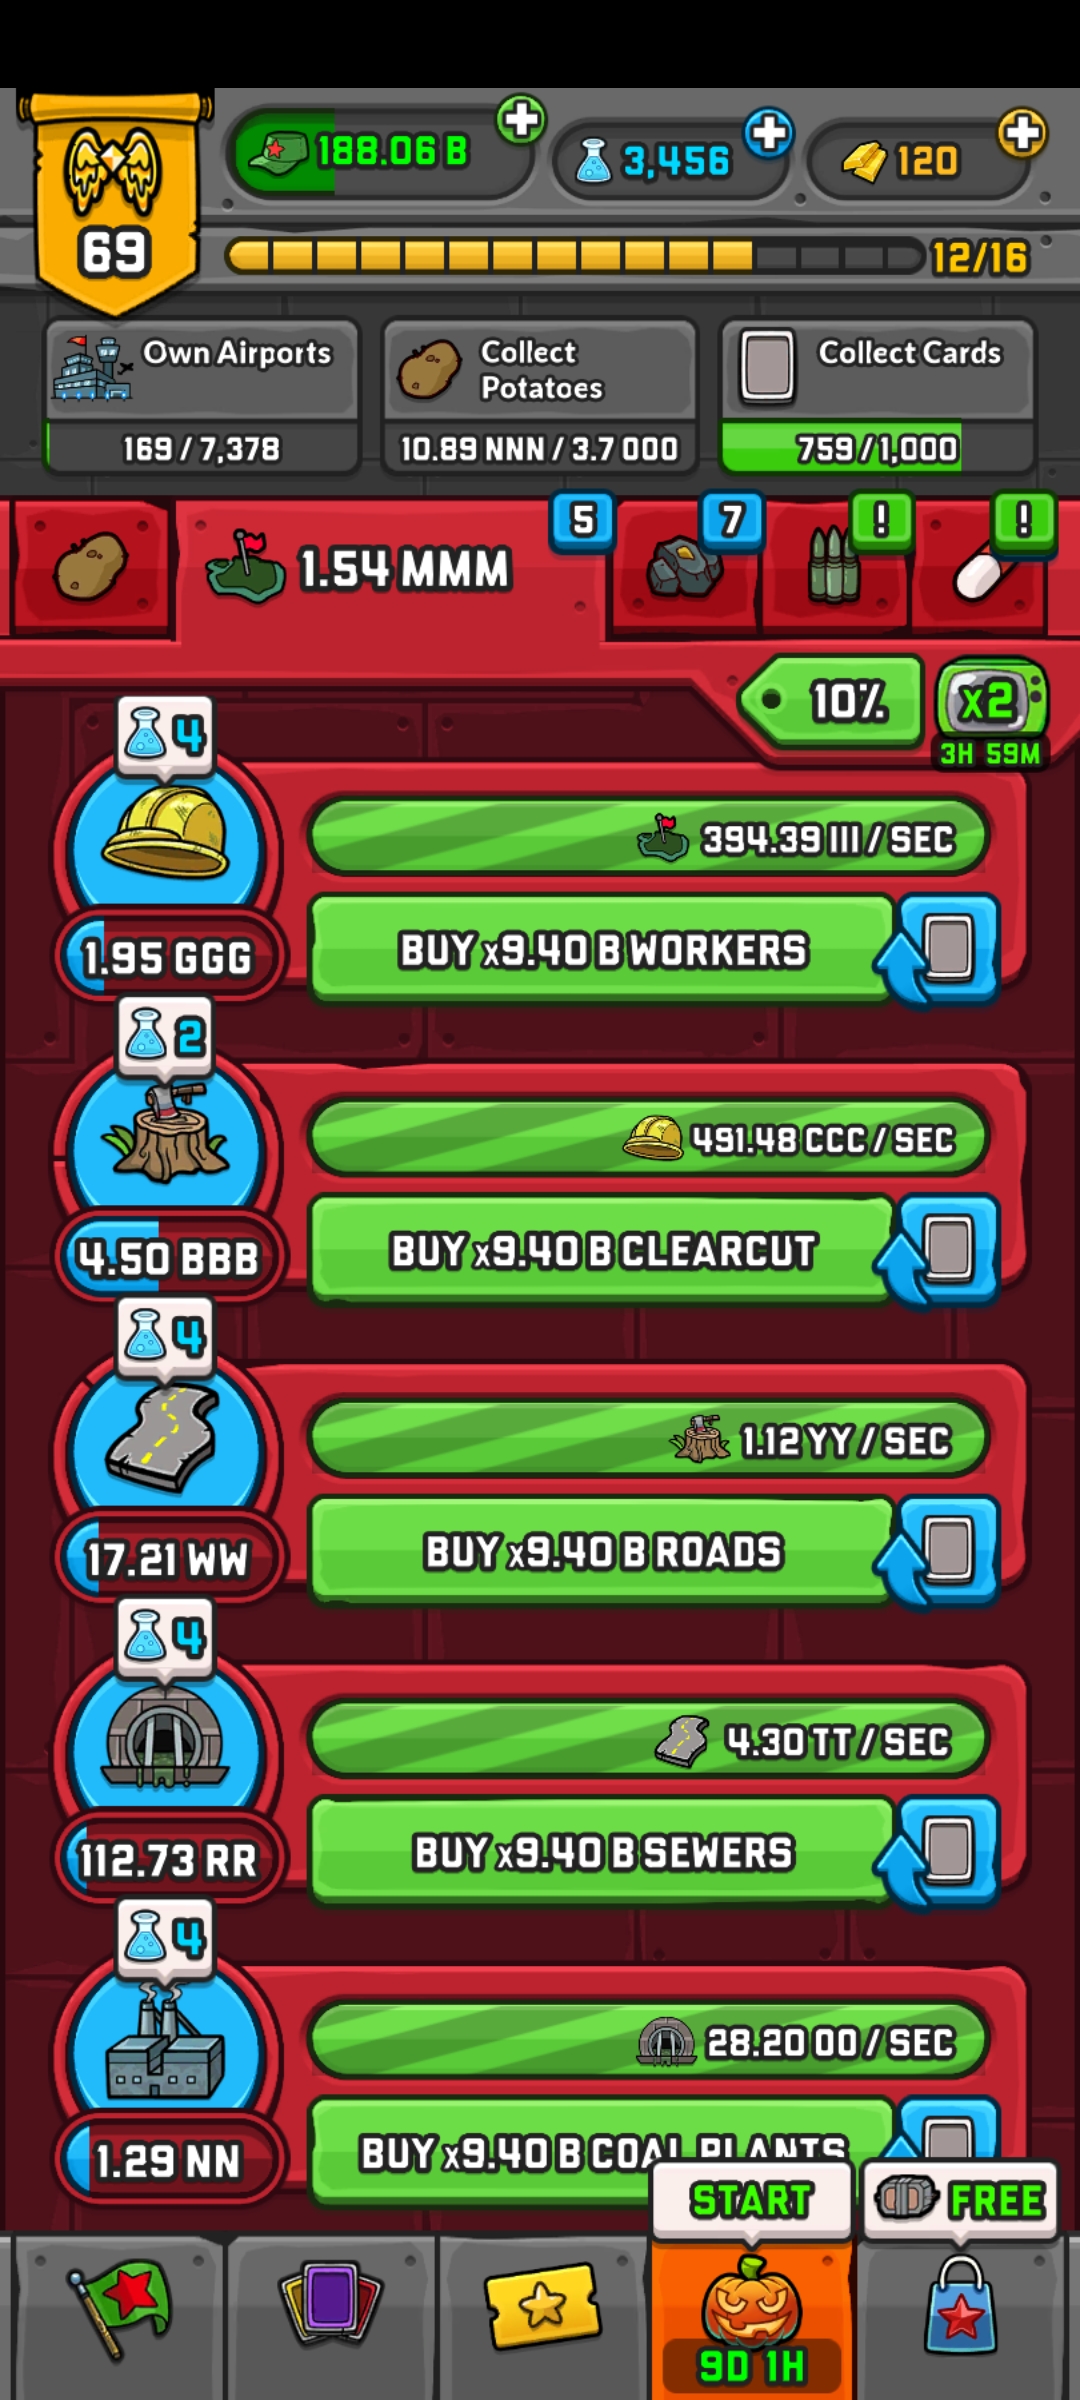 69
188.06 B
3,456
120
12/16
Own Airports
169 / 7,378
Collect
Potatoes
10.89 NNN / 3.7 OOO
Collect Cards
759 / 1,000
1.54 MMM
5
7
!
!
10%
x2
3H 59M
4
394.39 III / SEC
1.95 GGG
BUY x9.40 B WORKERS
2
491.48 CCC / SEC
4.50 BBB
BUY x9.40 B CLEARCUT
4
1.12 YY / SEC
17.21 WW
BUY x9.40 B ROADS
4
4.30 TT / SEC
112.73 RR
BUY x9.40 B SEWERS
4
28.20 OO / SEC
1.29 NN
BUY x9.40 B COAL PLANTS
START
FREE
9D 1H